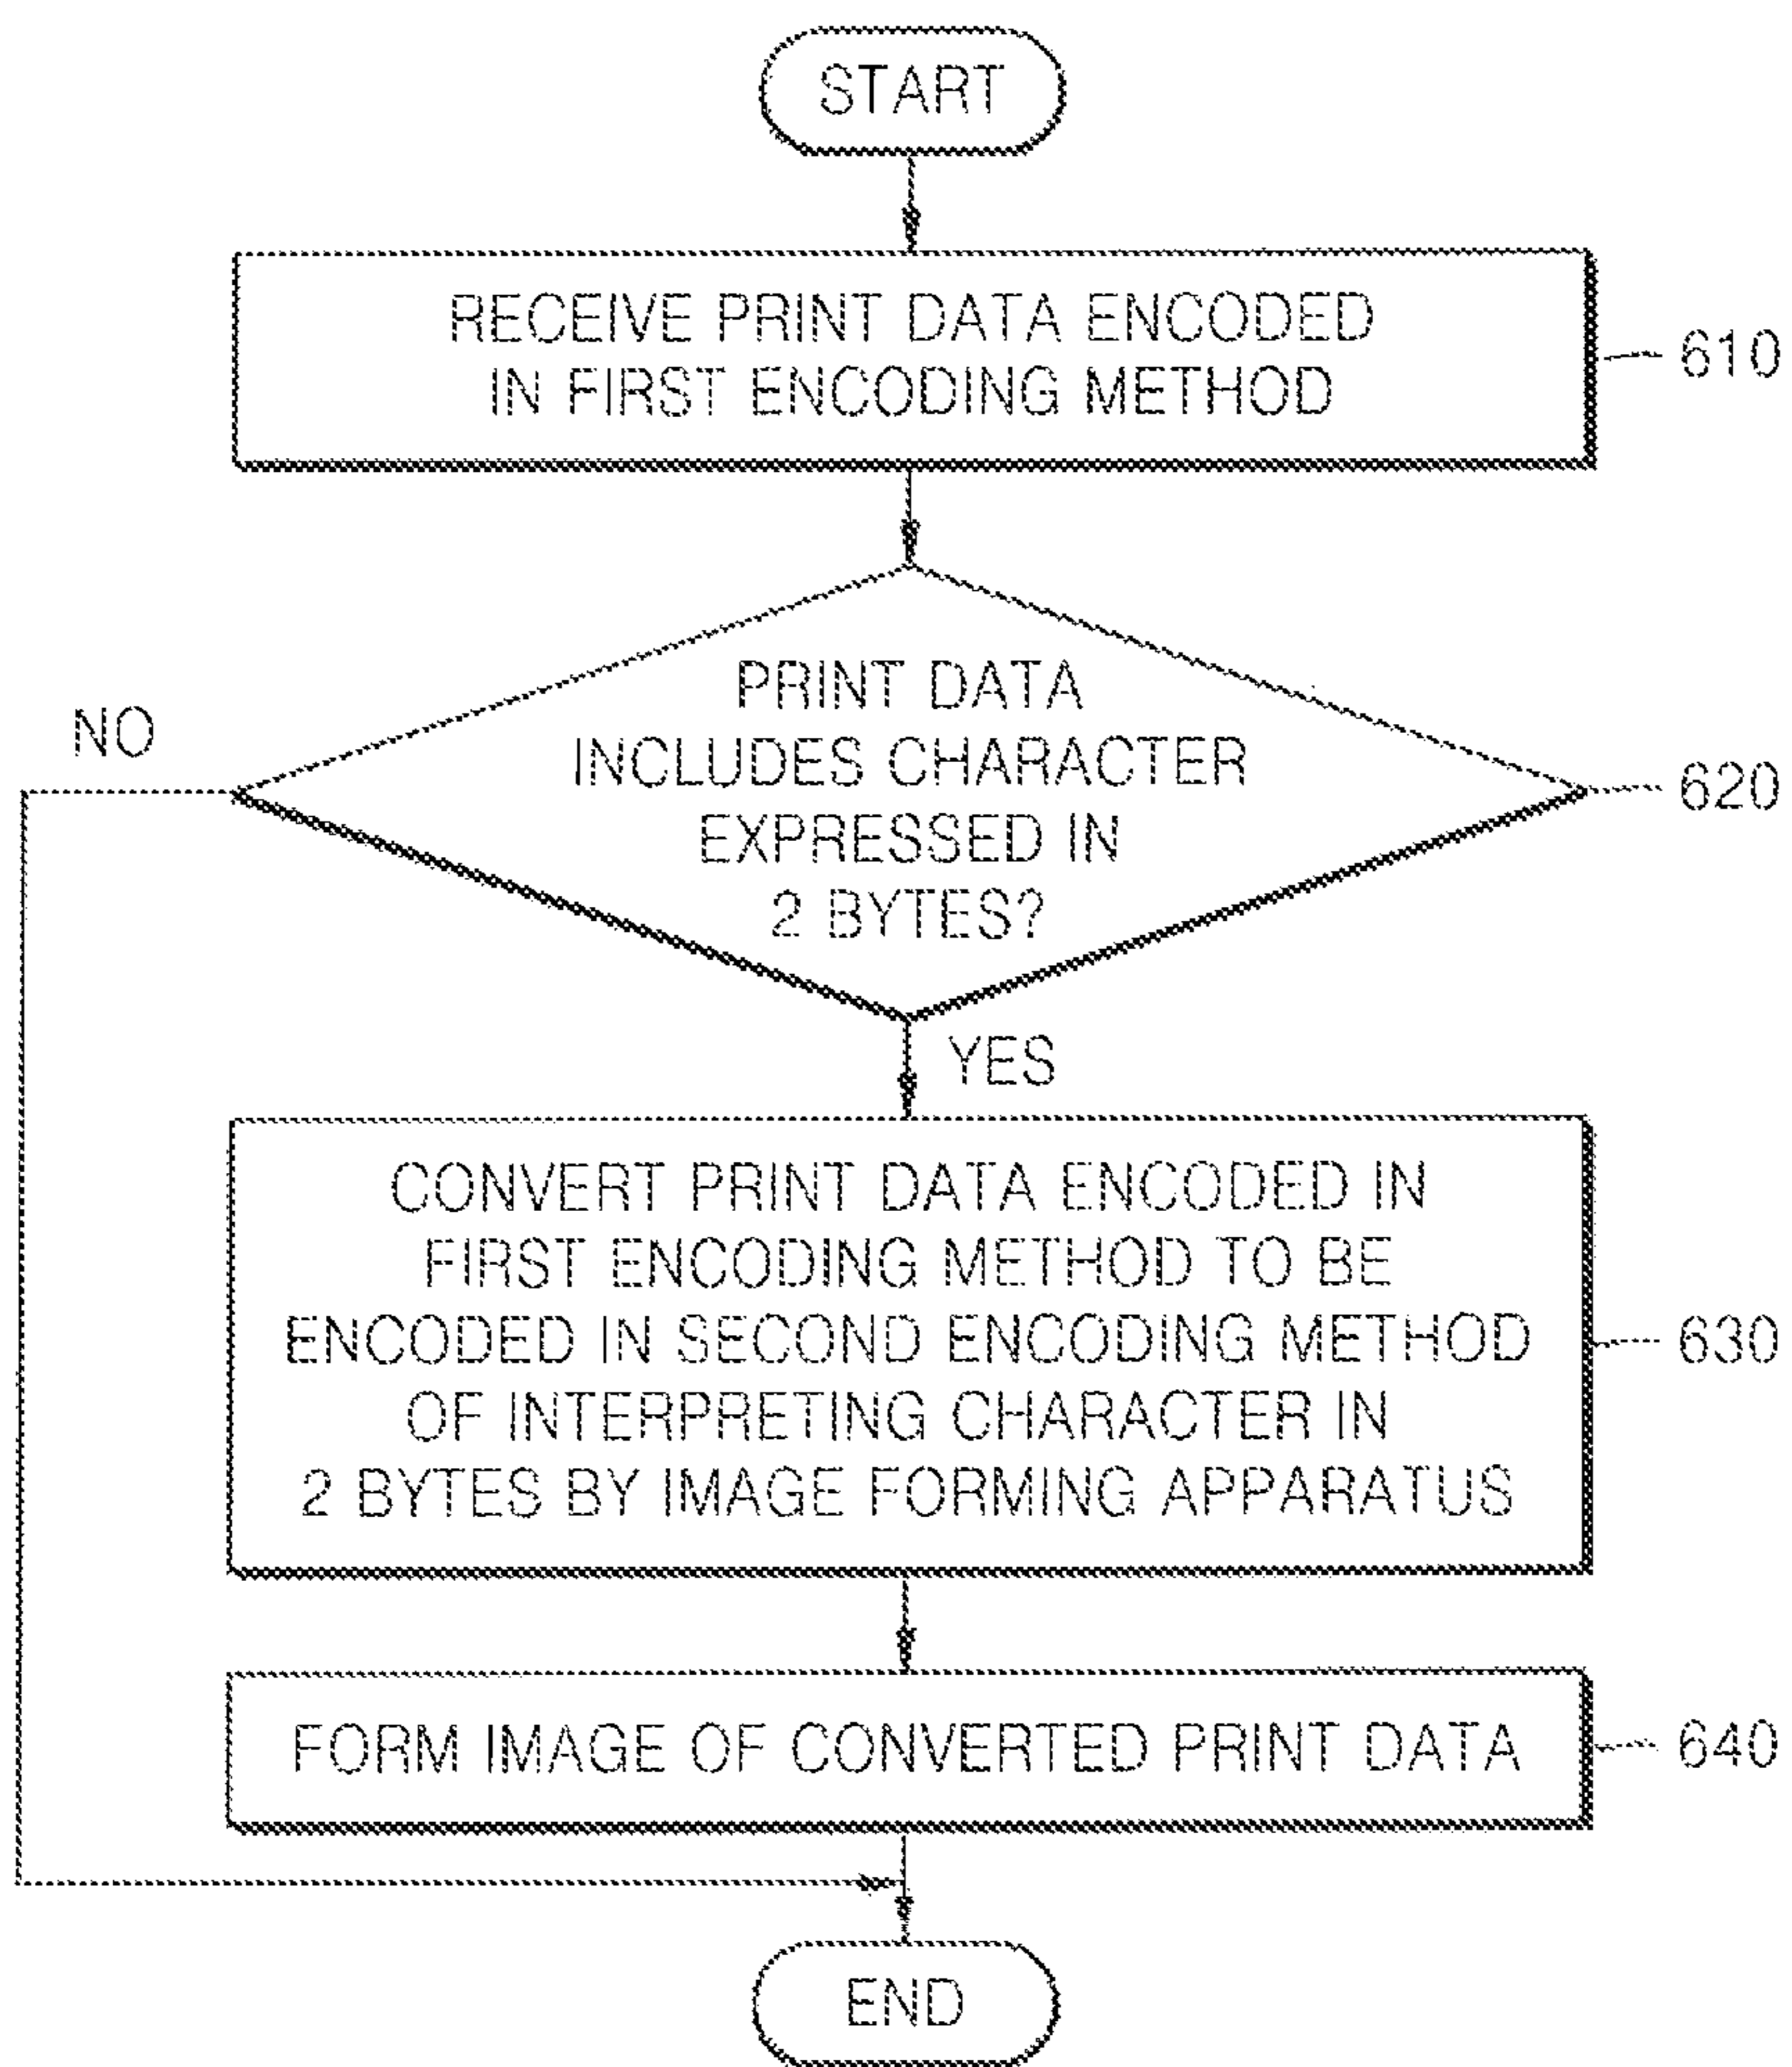 START
RECEIVE PRINT DATA ENCODED
IN FIRST ENCODING METHOD
610
PRINT DATA
INCLUDES CHARACTER
EXPRESSED IN
2 BYTES?
620
NO
YES
CONVERT PRINT DATA ENCODED IN
FIRST ENCODING METHOD TO BE
ENCODED IN SECOND ENCODING METHOD
OF INTERPRETING CHARACTER IN
2 BYTES BY IMAGE FORMING APPARATUS
630
FORM IMAGE OF CONVERTED PRINT DATA
640
END